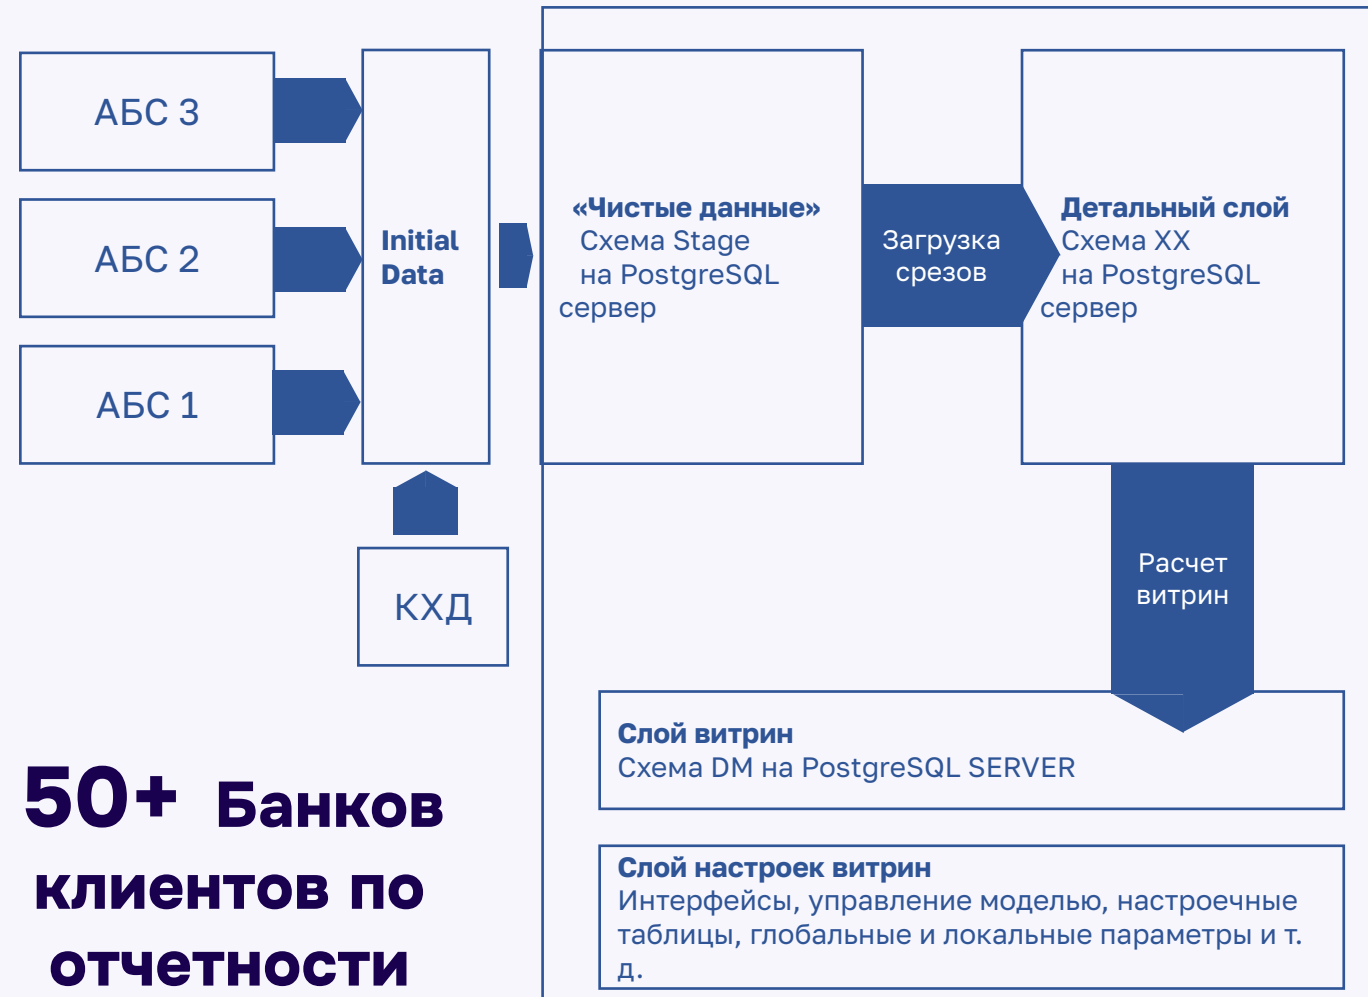 АБС 3
АБС 2
АБС 1
Initial
Data
КХД
«Чистые данные»
Схема Stage
на PostgreSQL
сервер
Загрузка
срезов
Детальный слой
Схема XX
на PostgreSQL
сервер
Расчет
витрин
Слой витрин
Схема DM на PostgreSQL SERVER
Слой настроек витрин
Интерфейсы, управление моделью, настроечные
таблицы, глобальные и локальные параметры и т.
д.
50+ Банков
клиентов по
отчетности